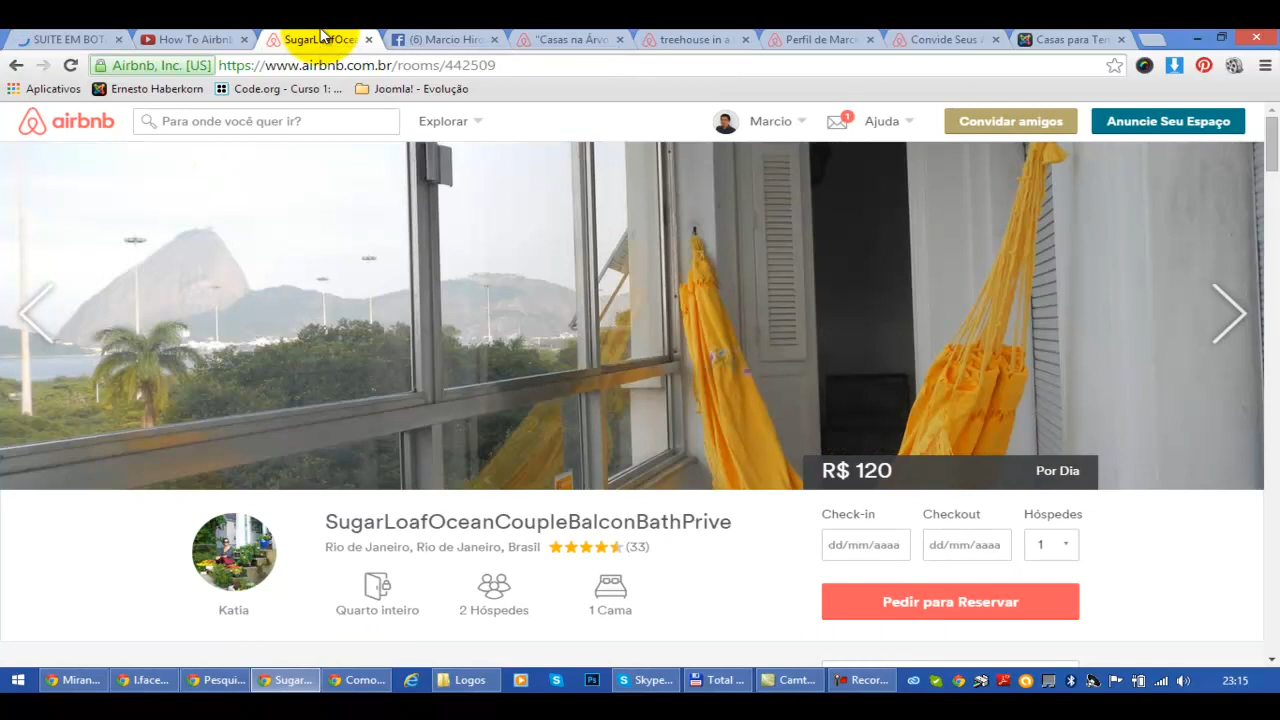 SUITE EM BOT
How To Airbn
SugarLoafOce
(6) Marcio Hiro
"Casas na Árvo
treehouse in a
Perfil de Marci
Convide Seus A
Casas para Ten
Airbnb, Inc. [US]
https://www.airbnb.com.br/rooms/442509
Aplicativos
Ernesto Haberkorn
Code.org - Curso 1: ...
Joomla! - Evolução
airbnb
Para onde você quer ir?
Explorar
Marcio
1
Ajuda
Convidar amigos
Anuncie Seu Espaço
R$ 120
Por Dia
SugarLoafOceanCoupleBalconBathPrive
Rio de Janeiro, Rio de Janeiro, Brasil
(33)
Katia
Quarto inteiro
2 Hóspedes
1 Cama
Check-in
Checkout
Hóspedes
dd/mm/aaaa
dd/mm/aaaa
1
Pedir para Reservar
Miran...
I.face...
Pesqui...
Sugar...
Como...
Logos
Skype...
Total ...
Camt...
Recor...
23:15